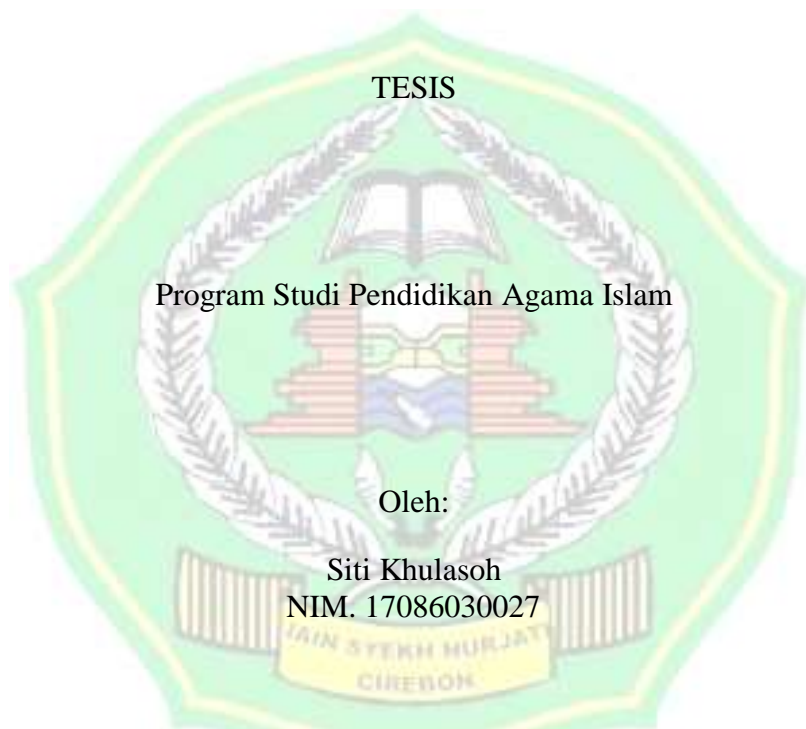 TESIS
Program Studi Pendidikan Agama Islam
Oleh:
Siti Khulasoh
NIM. 17086030027
IAIN SYEKH NURJATI
CIREBON